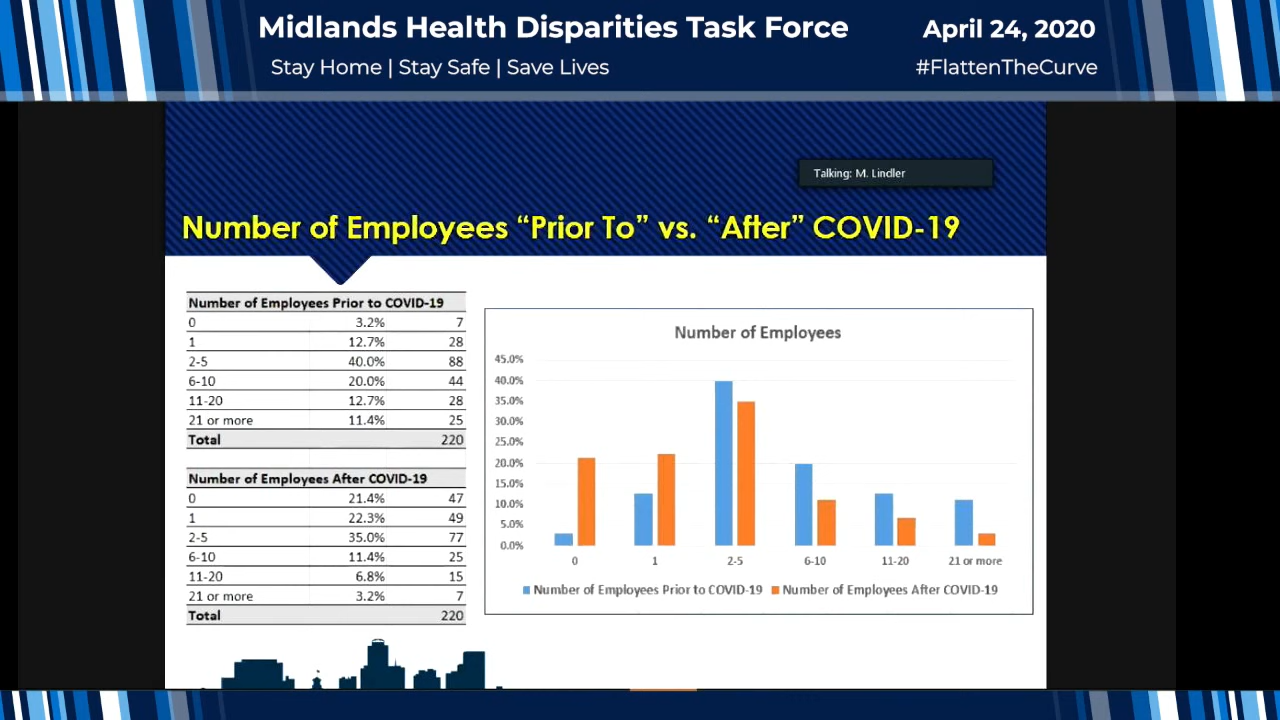 Midlands Health Disparities Task Force
April 24, 2020
Stay Home | Stay Safe | Save Lives
#FlattenTheCurve
Talking: M. Lindler
Number of Employees “Prior To” vs. “After” COVID-19
Number of Employees Prior to COVID-19
0 3.2% 7
1 12.7% 28
2-5 40.0% 88
6-10 20.0% 44
11-20 12.7% 28
21 or more 11.4% 25
Total 220
Number of Employees After COVID-19
0 21.4% 47
1 22.3% 49
2-5 35.0% 77
6-10 11.4% 25
11-20 6.8% 15
21 or more 3.2% 7
Total 220
Number of Employees
45.0%
40.0%
35.0%
30.0%
25.0%
20.0%
15.0%
10.0%
5.0%
0.0%
0 1 2-5 6-10 11-20 21 or more
Number of Employees Prior to COVID-19 Number of Employees After COVID-19